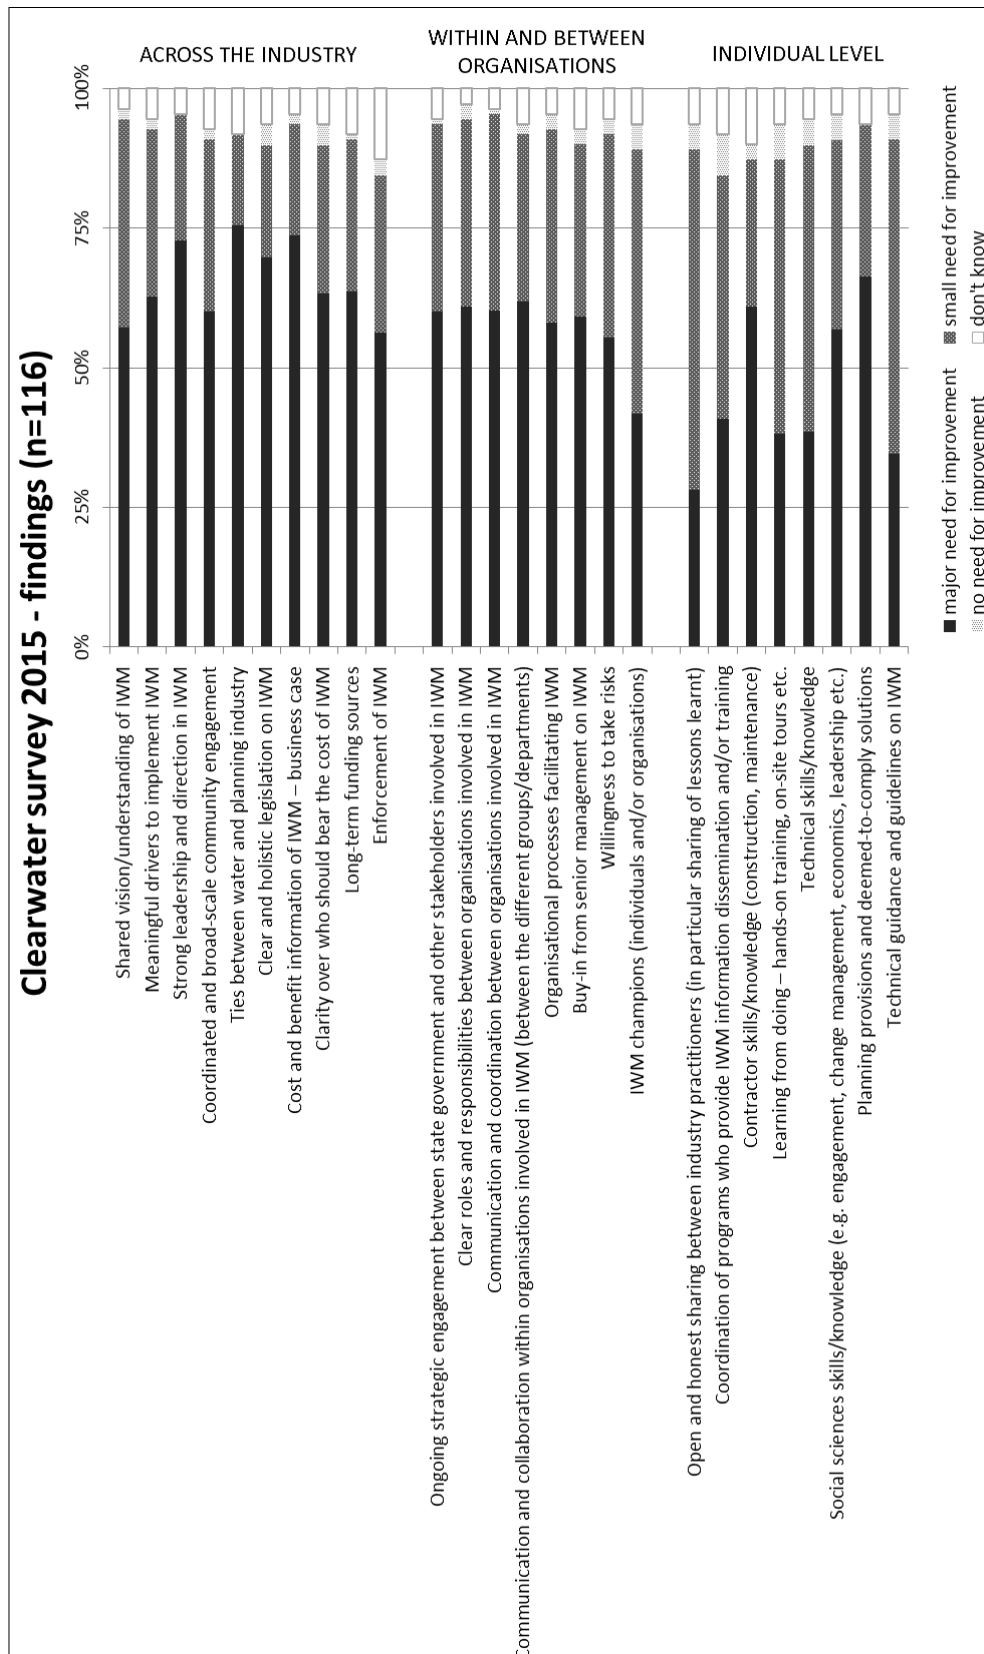 Clearwater survey 2015 - findings (n=116)
ACROSS THE INDUSTRY
WITHIN AND BETWEEN
ORGANISATIONS
INDIVIDUAL LEVEL
0%
25%
50%
75%
100%
Shared vision/understanding of IWM
Meaningful drivers to implement IWM
Strong leadership and direction in IWM
Coordinated and broad-scale community engagement
Ties between water and planning industry
Clear and holistic legislation on IWM
Cost and benefit information of IWM – business case
Clarity over who should bear the cost of IWM
Long-term funding sources
Enforcement of IWM
Ongoing strategic engagement between state government and other stakeholders involved in IWM
Clear roles and responsibilities between organisations involved in IWM
Communication and coordination between organisations involved in IWM
Communication and collaboration within organisations involved in IWM (between the different groups/departments)
Organisational processes facilitating IWM
Buy-in from senior management on IWM
Willingness to take risks
IWM champions (individuals and/or organisations)
Open and honest sharing between industry practitioners (in particular sharing of lessons learnt)
Coordination of programs who provide IWM information dissemination and/or training
Contractor skills/knowledge (construction, maintenance)
Learning from doing – hands-on training, on-site tours etc.
Technical skills/knowledge
Social sciences skills/knowledge (e.g. engagement, change management, economics, leadership etc.)
Planning provisions and deemed-to-comply solutions
Technical guidance and guidelines on IWM
major need for improvement
small need for improvement
no need for improvement
don't know